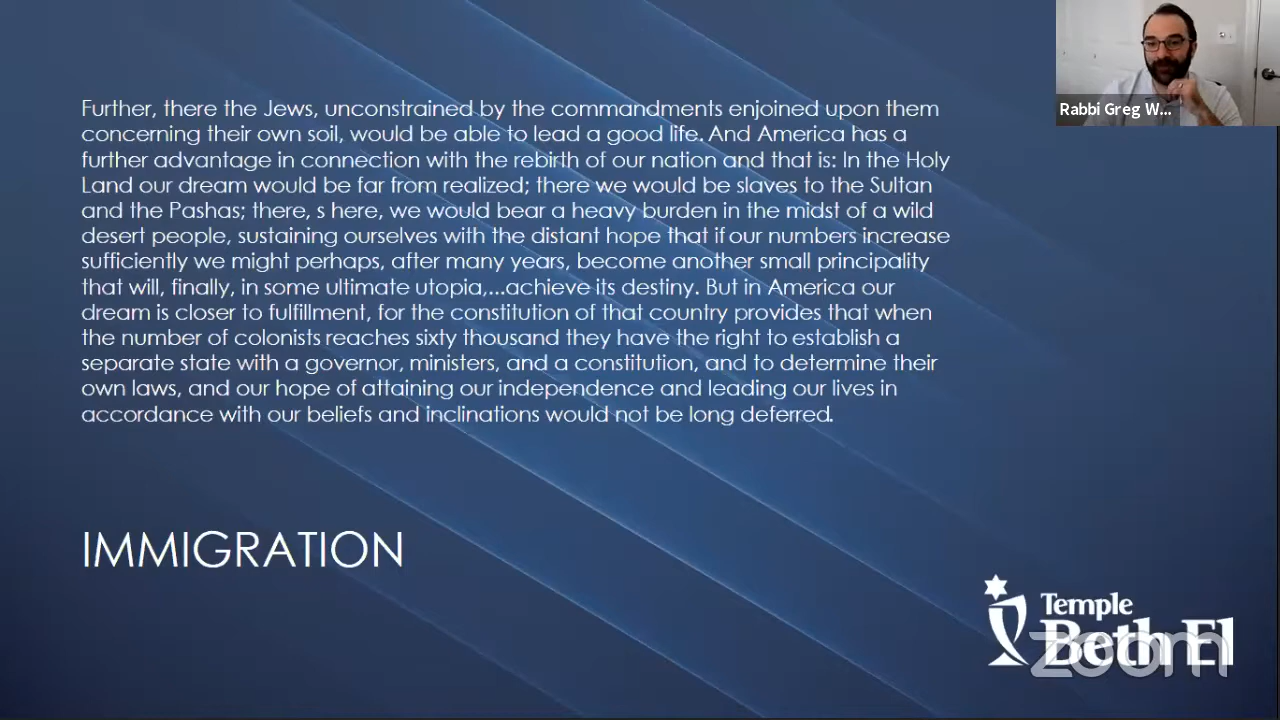 Further, there the Jews, unconstrained by the commandments enjoined upon them
concerning their own soil, would be able to lead a good life. And America has a
further advantage in connection with the rebirth of our nation and that is: In the Holy
Land our dream would be far from realized; there we would be slaves to the Sultan
and the Pashas; there, s here, we would bear a heavy burden in the midst of a wild
desert people, sustaining ourselves with the distant hope that if our numbers increase
sufficiently we might perhaps, after many years, become another small principality
that will, finally, in some ultimate utopia,...achieve its destiny. But in America our
dream is closer to fulfillment, for the constitution of that country provides that when
the number of colonists reaches sixty thousand they have the right to establish a
separate state with a governor, ministers, and a constitution, and to determine their
own laws, and our hope of attaining our independence and leading our lives in
accordance with our beliefs and inclinations would not be long deferred.
IMMIGRATION
Rabbi Greg W...
Temple
Beth El
zoom